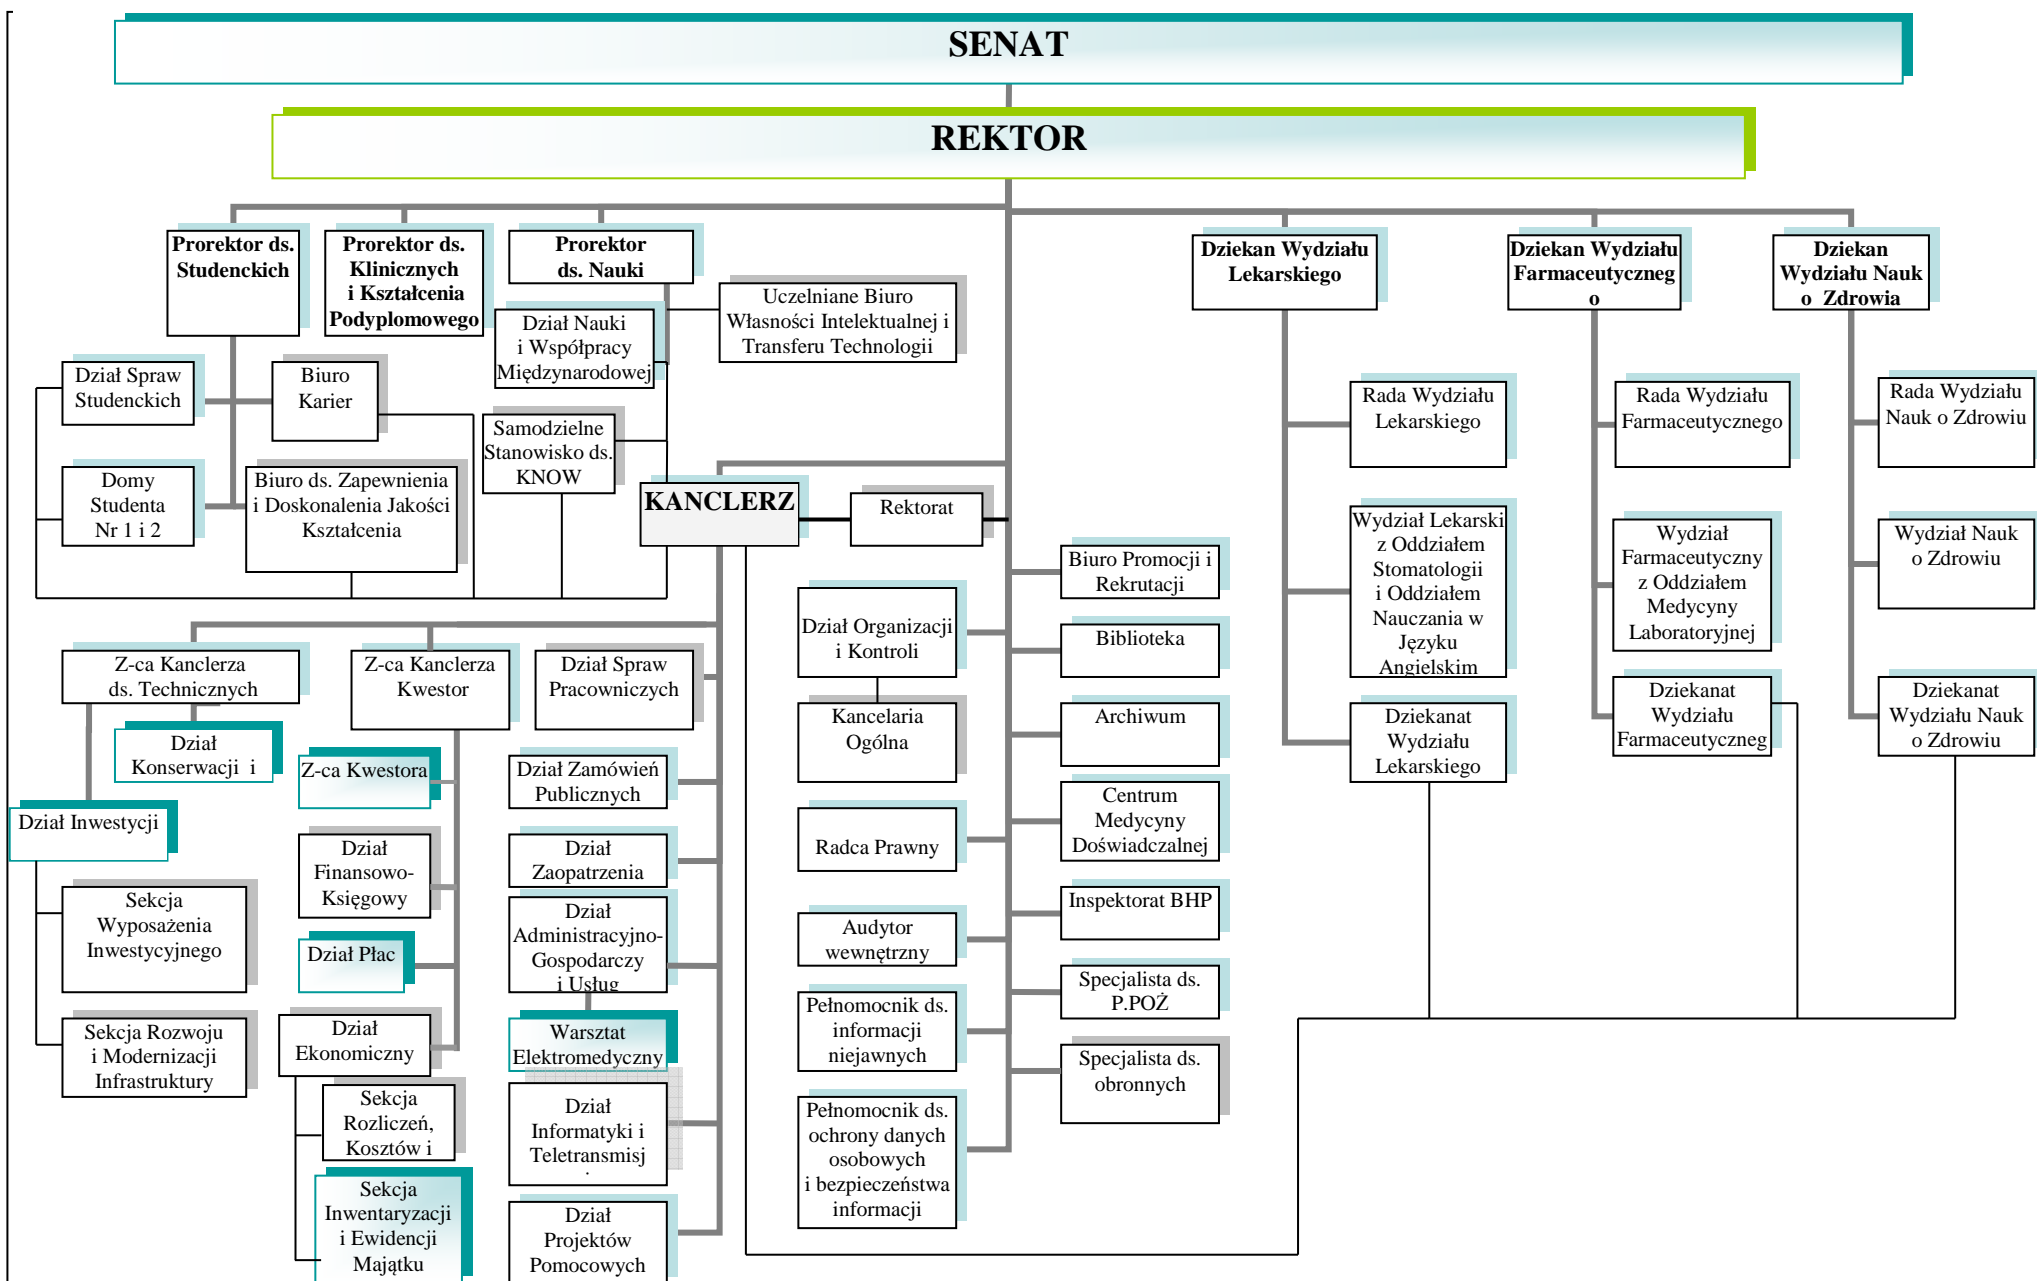 SENAT
REKTOR
Prorektor ds.
Studenckich
Prorektor ds.
Klinicznych
i Kształcenia
Podyplomowego
Prorektor
ds. Nauki
Dziekan Wydziału
Lekarskiego
Dziekan Wydziału
Farmaceutyczneg
o
Dziekan
Wydziału Nauk
o Zdrowia
Uczelniane Biuro
Własności Intelektualnej i
Transferu Technologii
Dział Nauki
i Współpracy
Międzynarodowej
Dział Spraw
Studenckich
Biuro
Karier
Samodzielne
Stanowisko ds.
KNOW
Domy
Studenta
Nr 1 i 2
Biuro ds. Zapewnienia
i Doskonalenia Jakości
Kształcenia
KANCLERZ
Rektorat
Rada Wydziału
Lekarskiego
Rada Wydziału
Farmaceutycznego
Rada Wydziału
Nauk o Zdrowiu
Wydział Lekarski
z Oddziałem
Stomatologii
i Oddziałem
Nauczania w
Języku
Angielskim
Wydział
Farmaceutyczny
z Oddziałem
Medycyny
Laboratoryjnej
Wydział Nauk
o Zdrowiu
Dziekanat
Wydziału
Lekarskiego
Dziekanat
Wydziału
Farmaceutyczneg
Dziekanat
Wydziału Nauk
o Zdrowiu
Z-ca Kanclerza
ds. Technicznych
Z-ca Kanclerza
Kwestor
Dział Spraw
Pracowniczych
Dział Organizacji
i Kontroli
Biuro Promocji i
Rekrutacji
Biblioteka
Kancelaria
Ogólna
Archiwum
Dział
Konserwacji i
Z-ca Kwestora
Dział Zamówień
Publicznych
Centrum
Medycyny
Doświadczalnej
Dział Inwestycji
Dział
Finansowo-
Księgowy
Dział
Zaopatrzenia
Radca Prawny
Sekcja
Wyposażenia
Inwestycyjnego
Dział Płac
Dział
Administracyjno-
Gospodarczy
i Usług
Audytor
wewnętrzny
Inspektorat BHP
Sekcja Rozwoju
i Modernizacji
Infrastruktury
Dział
Ekonomiczny
Warsztat
Elektromedyczny
Pełnomocnik ds.
informacji
niejawnych
Specjalista ds.
P.POŻ
Specjalista ds.
obronnych
Sekcja
Rozliczeń,
Kosztów i
Dział
Informatyki i
Teletransmisj
Pełnomocnik ds.
ochrony danych
osobowych
i bezpieczeństwa
informacji
Sekcja
Inwentaryzacji
i Ewidencji
Majątku
Dział
Projektów
Pomocowych